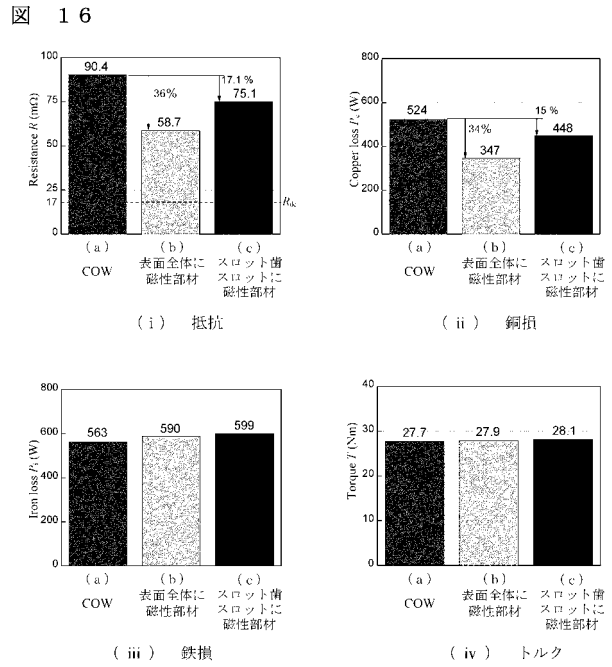 図 16
100
75
50
25
17
0
Resistance R (mΩ)
90.4
36%
17.1 %
58.7
75.1
Rdc
(a)
COW
(b)
表面全体に
磁性部材
(c)
スロット歯
スロットに
磁性部材
(i) 抵抗
800
600
400
200
0
Copper loss Pc (W)
524
34%
15 %
347
448
(a)
COW
(b)
表面全体に
磁性部材
(c)
スロット歯
スロットに
磁性部材
(ii) 銅損
800
600
400
200
0
Iron loss Pi (W)
563
590
599
(a)
COW
(b)
表面全体に
磁性部材
(c)
スロット歯
スロットに
磁性部材
(iii) 鉄損
40
30
20
10
0
Torque T (Nm)
27.7
27.9
28.1
(a)
COW
(b)
表面全体に
磁性部材
(c)
スロット歯
スロットに
磁性部材
(iv) トルク